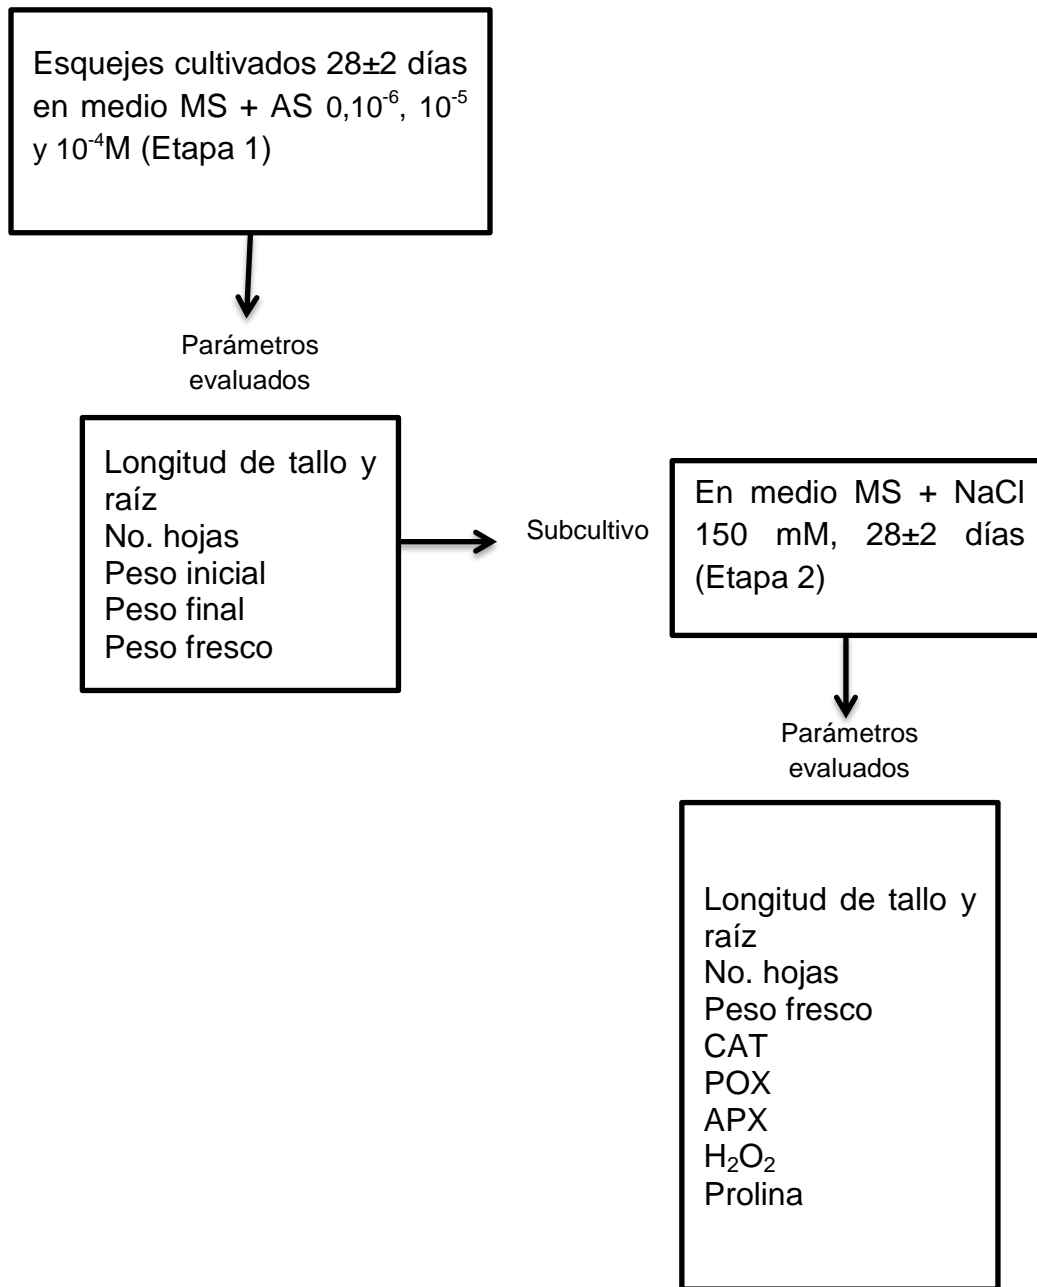 Esquejes cultivados 28±2 días
en medio MS + AS 0,10⁻⁶, 10⁻⁵
y 10⁻⁴M (Etapa 1)
Parámetros
evaluados
Longitud de tallo y
raíz
No. hojas
Peso inicial
Peso final
Peso fresco
Subcultivo
En medio MS + NaCl
150 mM, 28±2 días
(Etapa 2)
Parámetros
evaluados
Longitud de tallo y
raíz
No. hojas
Peso fresco
CAT
POX
APX
H₂O₂
Prolina